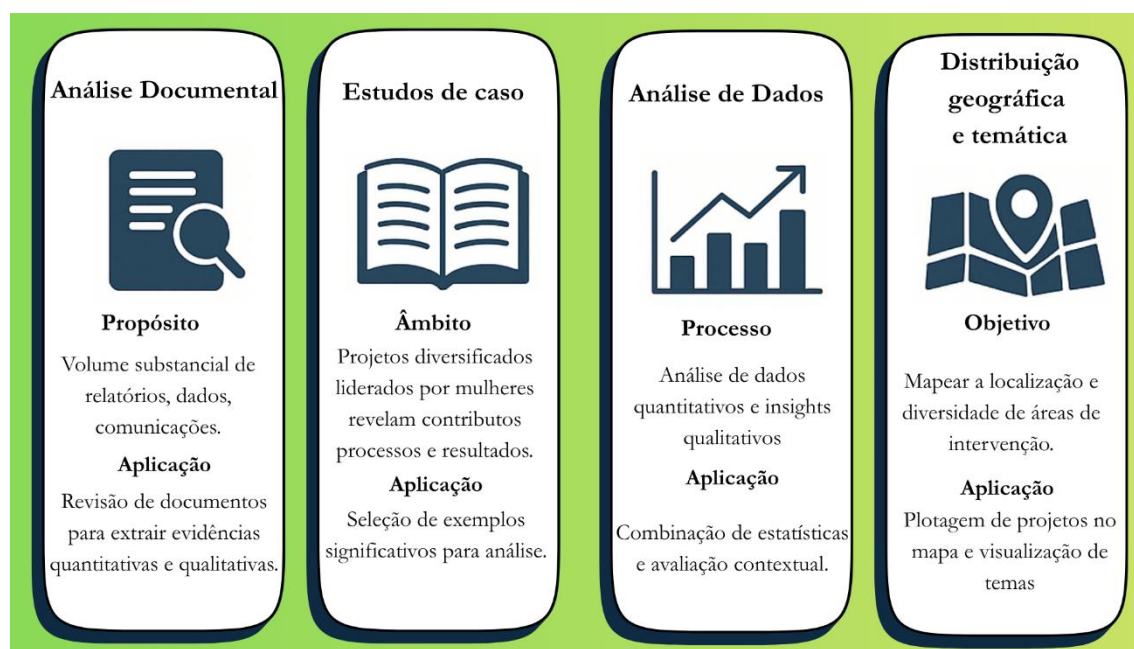 Análise Documental
Propósito
Volume substancial de
relatórios, dados,
comunicações.
Aplicação
Revisão de documentos
para extrair evidências
quantitativas e qualitativas.
Estudos de caso
Âmbito
Projetos diversificados
liderados por mulheres
revelam contributos
processos e resultados.
Aplicação
Seleção de exemplos
significativos para análise.
Análise de Dados
Processo
Análise de dados
quantitativos e insights
qualitativos
Aplicação
Combinação de estatísticas
e avaliação contextual.
Distribuição
geográfica
e temática
Objetivo
Mapear a localização e
diversidade de áreas de
intervenção.
Aplicação
Plotagem de projetos no
mapa e visualização de
temas